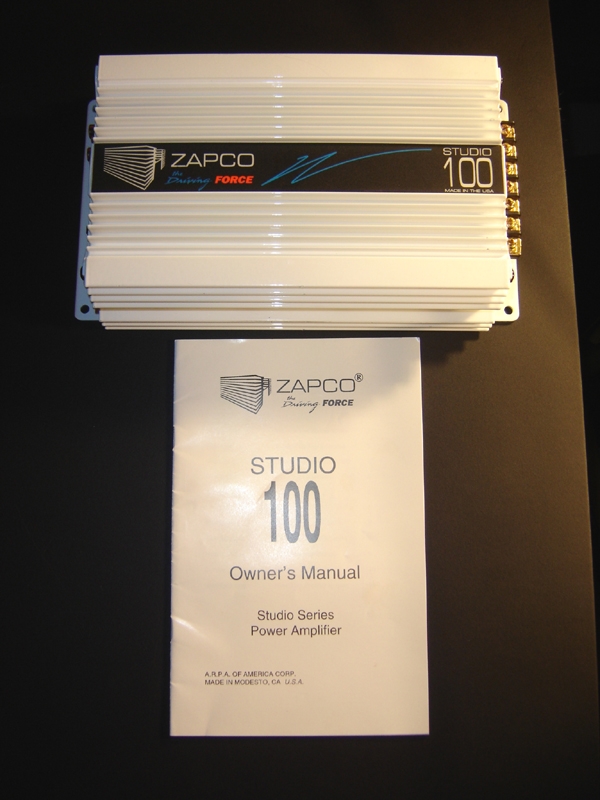 ZAPCO
the
Driving FORCE
STUDIO
100
MADE IN THE USA
ZAPCO®
the
Driving FORCE
STUDIO
100
Owner's Manual
Studio Series
Power Amplifier
A.R.P.A. OF AMERICA CORP.
MADE IN MODESTO, CA U.S.A.